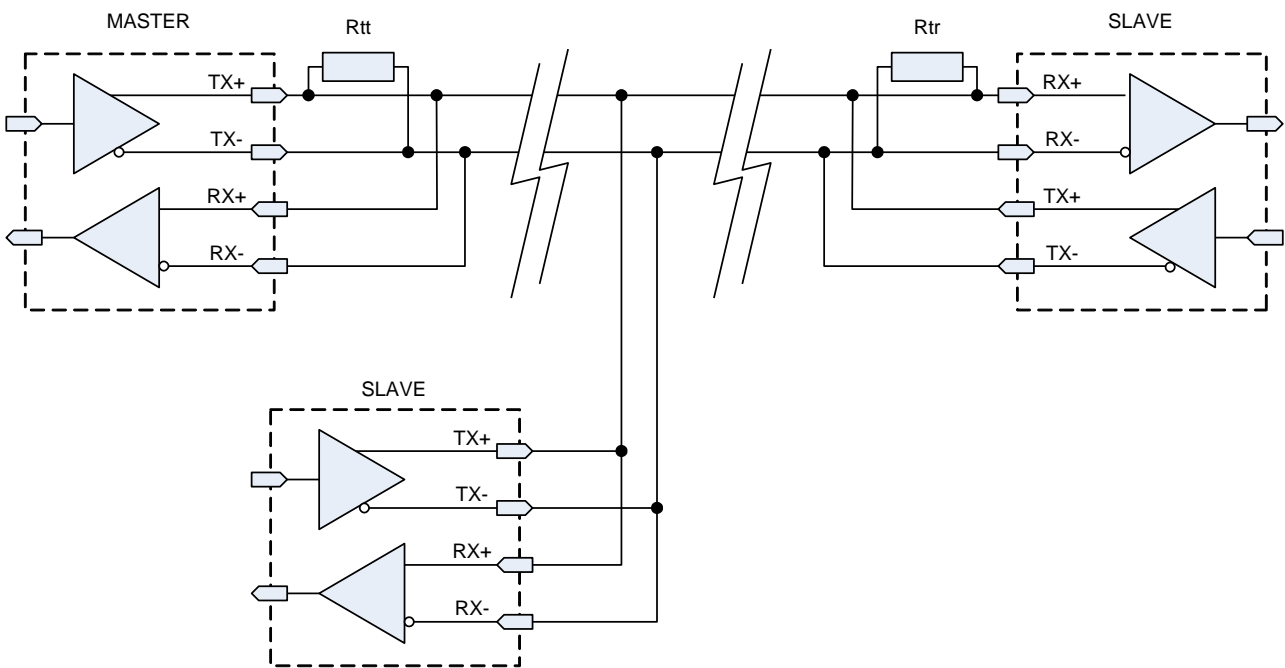 MASTER
Rtt
Rtr
SLAVE
TX+
TX-
RX+
RX-
RX+
RX-
TX+
TX-
SLAVE
TX+
TX-
RX+
RX-